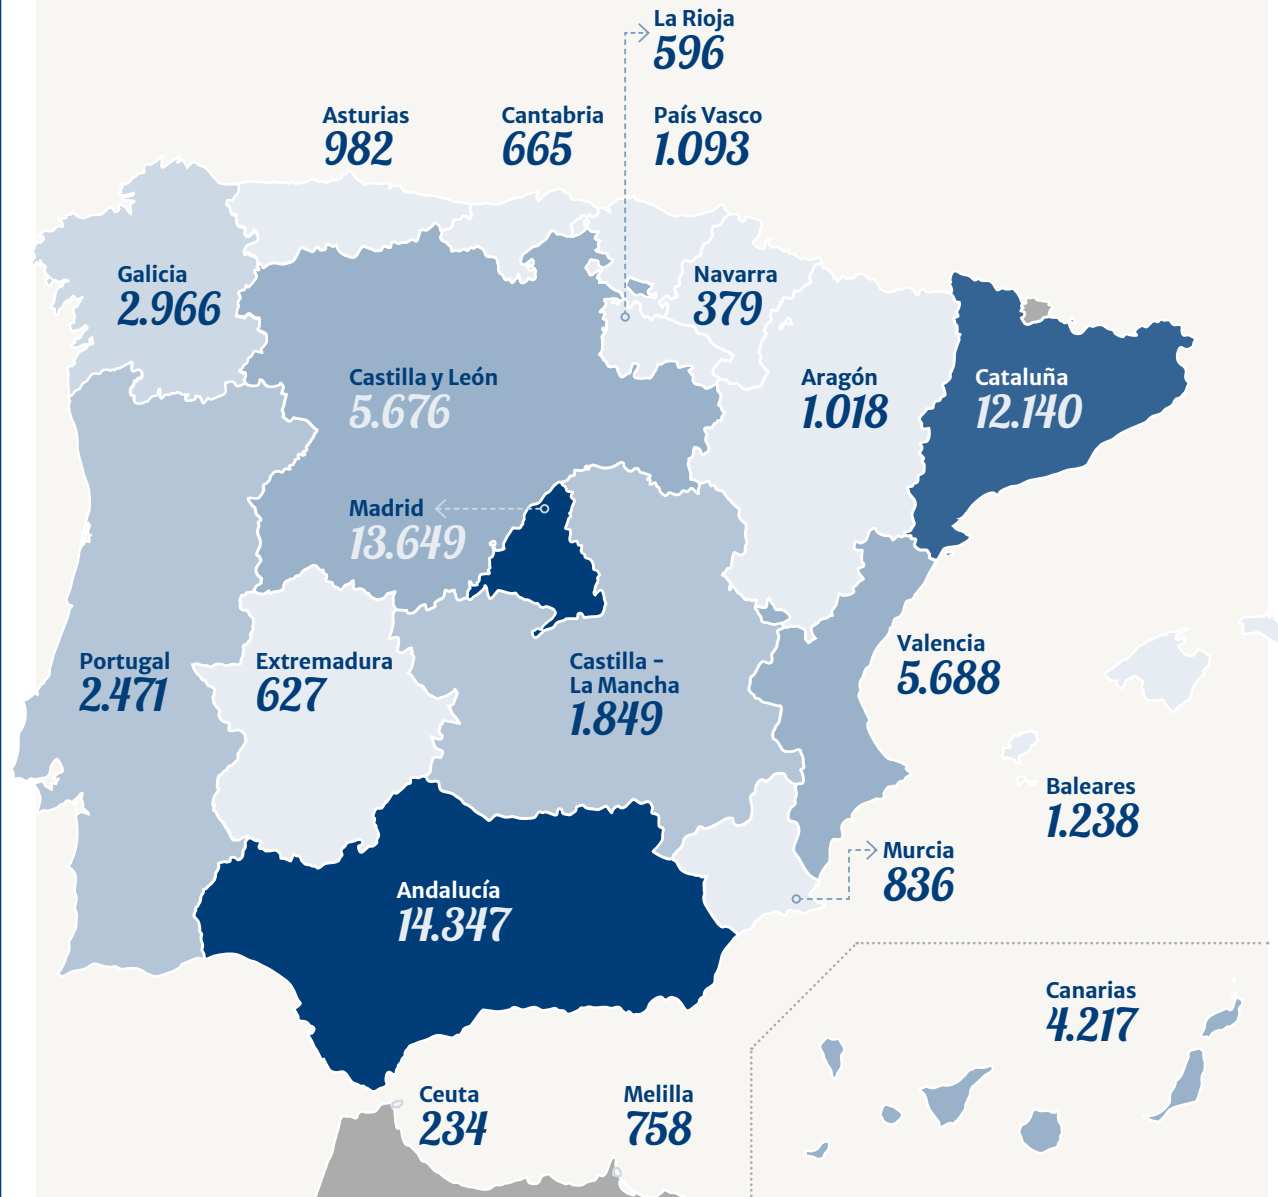 La Rioja
596
Asturias
982
Cantabria
665
País Vasco
1.093
Galicia
2.966
Navarra
379
Castilla y León
5.676
Aragón
1.018
Cataluña
12.140
Madrid
13.649
Portugal
2.471
Extremadura
627
Castilla -
La Mancha
1.849
Valencia
5.688
Baleares
1.238
Murcia
836
Andalucía
14.347
Canarias
4.217
Ceuta
234
Melilla
758